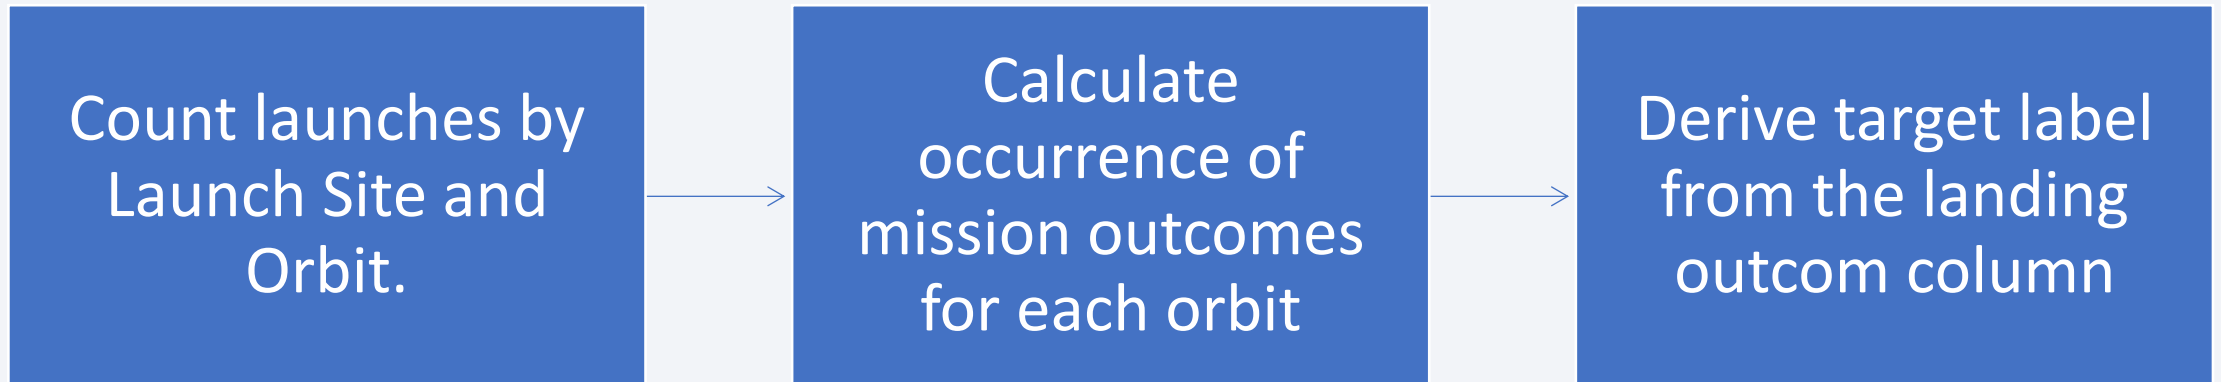 Count launches by
Launch Site and
Orbit.
Calculate
occurrence of
mission outcomes
for each orbit
Derive target label
from the landing
outcom column